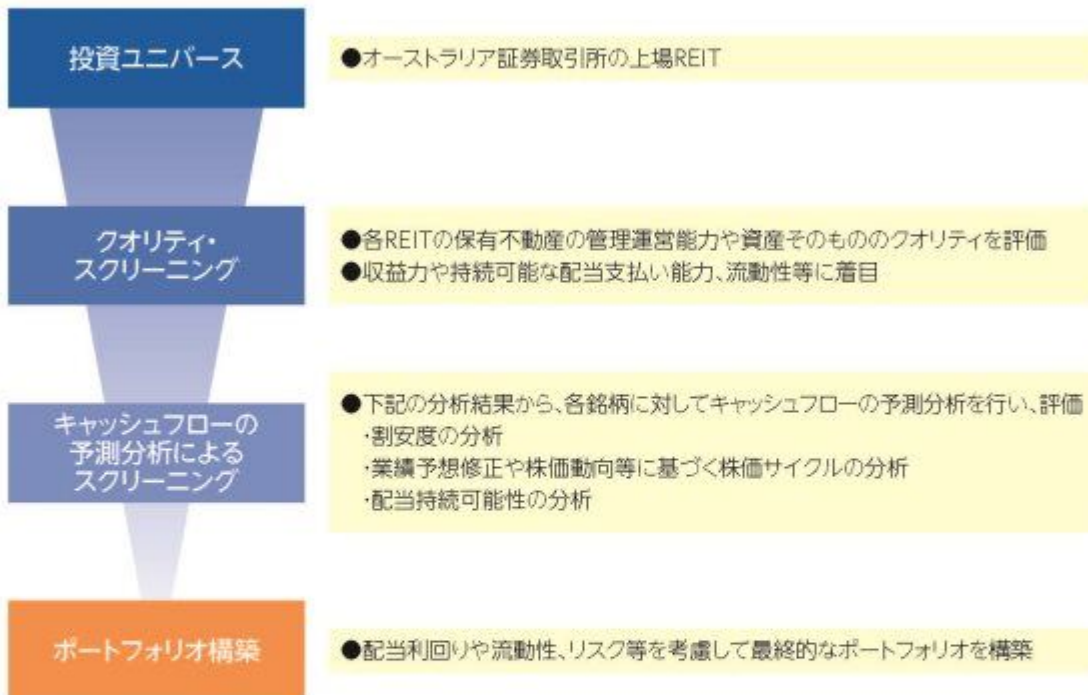 投資ユニバース
●オーストラリア証券取引所の上場REIT
クオリティ・
スクリーニング
●各REITの保有不動産の管理運営能力や資産そのもののクオリティを評価
●収益力や持続可能な配当支払い能力、流動性等に着目
キャッシュフローの
予測分析による
スクリーニング
●下記の分析結果から、各銘柄に対してキャッシュフローの予測分析を行い、評価
・割安度の分析
・業績予想修正や株価動向等に基づく株価サイクルの分析
・配当持続可能性の分析
ポートフォリオ構築
●配当利回りや流動性、リスク等を考慮して最終的なポートフォリオを構築